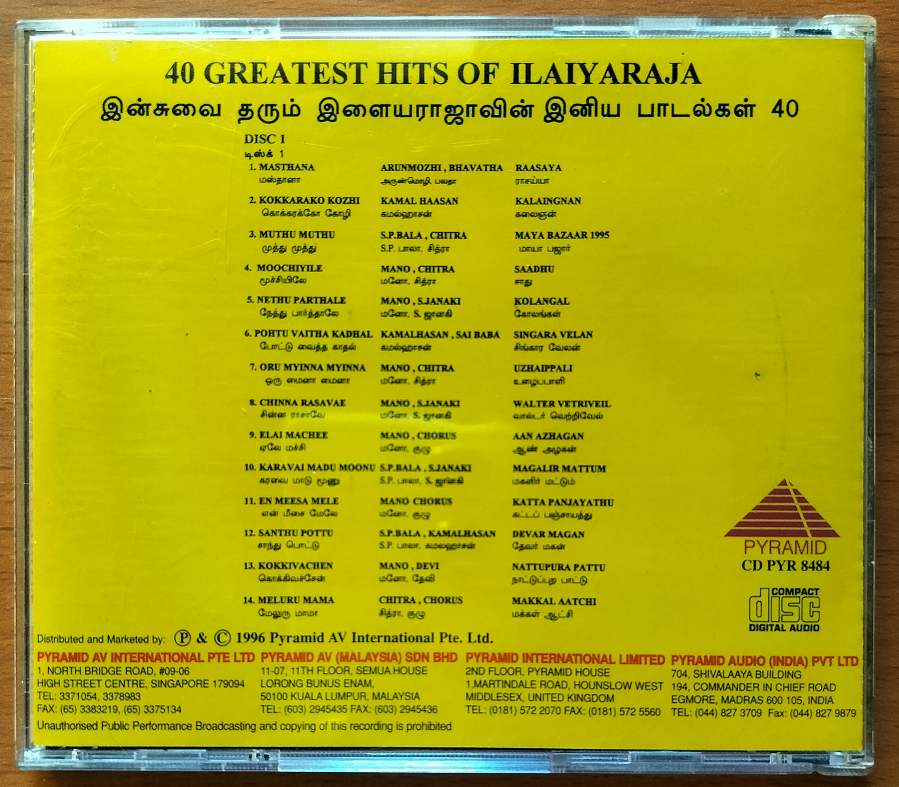 40 GREATEST HITS OF ILAIYARAJA
இன்சுவை தரும் இளையராஜாவின் இனிய பாடல்கள் 40
DISC 1
டிஸ்க் 1
1. MASTHANA ARUNMOZHI , BHAVATHA RAASAYA
மஸ்தானா அருண்மொழி, பவதா ராசய்யா
2. KOKKARAKO KOZHI KAMAL HAASAN KALAINGNAN
கொக்கரக்கோ கோழி கமல்ஹாசன் கலைஞன்
3. MUTHU MUTHU S.P.BALA , CHITRA MAYA BAZAAR 1995
முத்து முத்து S.P. பாலா, சித்ரா மாயா பஜார்
4. MOOCHIYILE MANO , CHITRA SAADHU
மூச்சியிலே மனோ, சித்ரா சாது
5. NETHU PARTHALE MANO , S.JANAKI KOLANGAL
நேத்து பார்த்தாலே மனோ, S. ஜானகி கோலங்கள்
6. POHTU VAITHA KADHAL KAMALHASAN , SAI BABA SINGARA VELAN
போட்டு வைத்த காதல் கமல்ஹாசன் சிங்கார வேலன்
7. ORU MYINNA MYINNA MANO , CHITRA UZHAIPPALI
ஒரு மைனா மைனா மனோ, சித்ரா உழைப்பாளி
8. CHINNA RASAVAE MANO , S.JANAKI WALTER VETRIVEIL
சின்ன ராசாவே மனோ, S. ஜானகி வால்டர் வெற்றிவேல்
9. ELAI MACHEE MANO , CHORUS AAN AZHAGAN
ஏலே மச்சி மனோ, குழு ஆண் அழகன்
10. KARAVAI MADU MOONU S.P.BALA , S.JANAKI MAGALIR MATTUM
கரவை மாடு மூணு S.P. பாலா, S. ஜானகி மகளிர் மட்டும்
11. EN MEESA MELE MANO CHORUS KATTA PANJAYATHU
என் மீசை மேலே மனோ, குழு கட்டப் பஞ்சாயத்து
12. SANTHU POTTU S.P.BALA , KAMALHASAN DEVAR MAGAN
சாந்து பொட்டு S.P. பாலா, கமலஹாசன் தேவர் மகன்
13. KOKKIVACHEN MANO , DEVI NATTUPURA PATTU
கொக்கிவச்சேன் மனோ, தேவி நாட்டுப்புற பாட்டு
14. MELURU MAMA CHITRA , CHORUS MAKKAL AATCHI
மேலூரு மாமா சித்ரா, குழு மக்கள் ஆட்சி
PYRAMID
CD PYR 8484
COMPACT
disc
DIGITAL AUDIO
Distributed and Marketed by: Ⓟ & Ⓒ 1996 Pyramid AV International Pte. Ltd.
PYRAMID AV INTERNATIONAL PTE LTD PYRAMID AV (MALAYSIA) SDN BHD PYRAMID INTERNATIONAL LIMITED PYRAMID AUDIO (INDIA) PVT LTD
1, NORTH BRIDGE ROAD, #09-06 11-07, 11TH FLOOR, SEMUA HOUSE 2ND FLOOR, PYRAMID HOUSE 704, SHIVALAAYA BUILDING
HIGH STREET CENTRE, SINGAPORE 179094 LORONG BUNUS ENAM, 1,MARTINDALE ROAD, HOUNSLOW WEST 194, COMMANDER IN CHIEF ROAD
TEL: 3371054, 3378983 50100 KUALA LUMPUR, MALAYSIA MIDDLESEX. UNITED KINGDOM EGMORE, MADRAS 600 105, INDIA
FAX: (65) 3383219, (65) 3375134 TEL: (603) 2945435 FAX: (603) 2945436 TEL: (0181) 572 2070 FAX: (0181) 572 5560 TEL: (044) 827 3709 Fax: (044) 827 9879
Unauthorised Public Performance Broadcasting and copying of this recording is prohibited